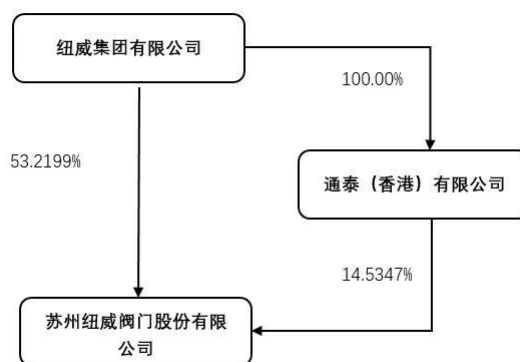 纽威集团有限公司
100.00%
53.2199%
通泰（香港）有限公司
14.5347%
苏州纽威阀门股份有限
公司